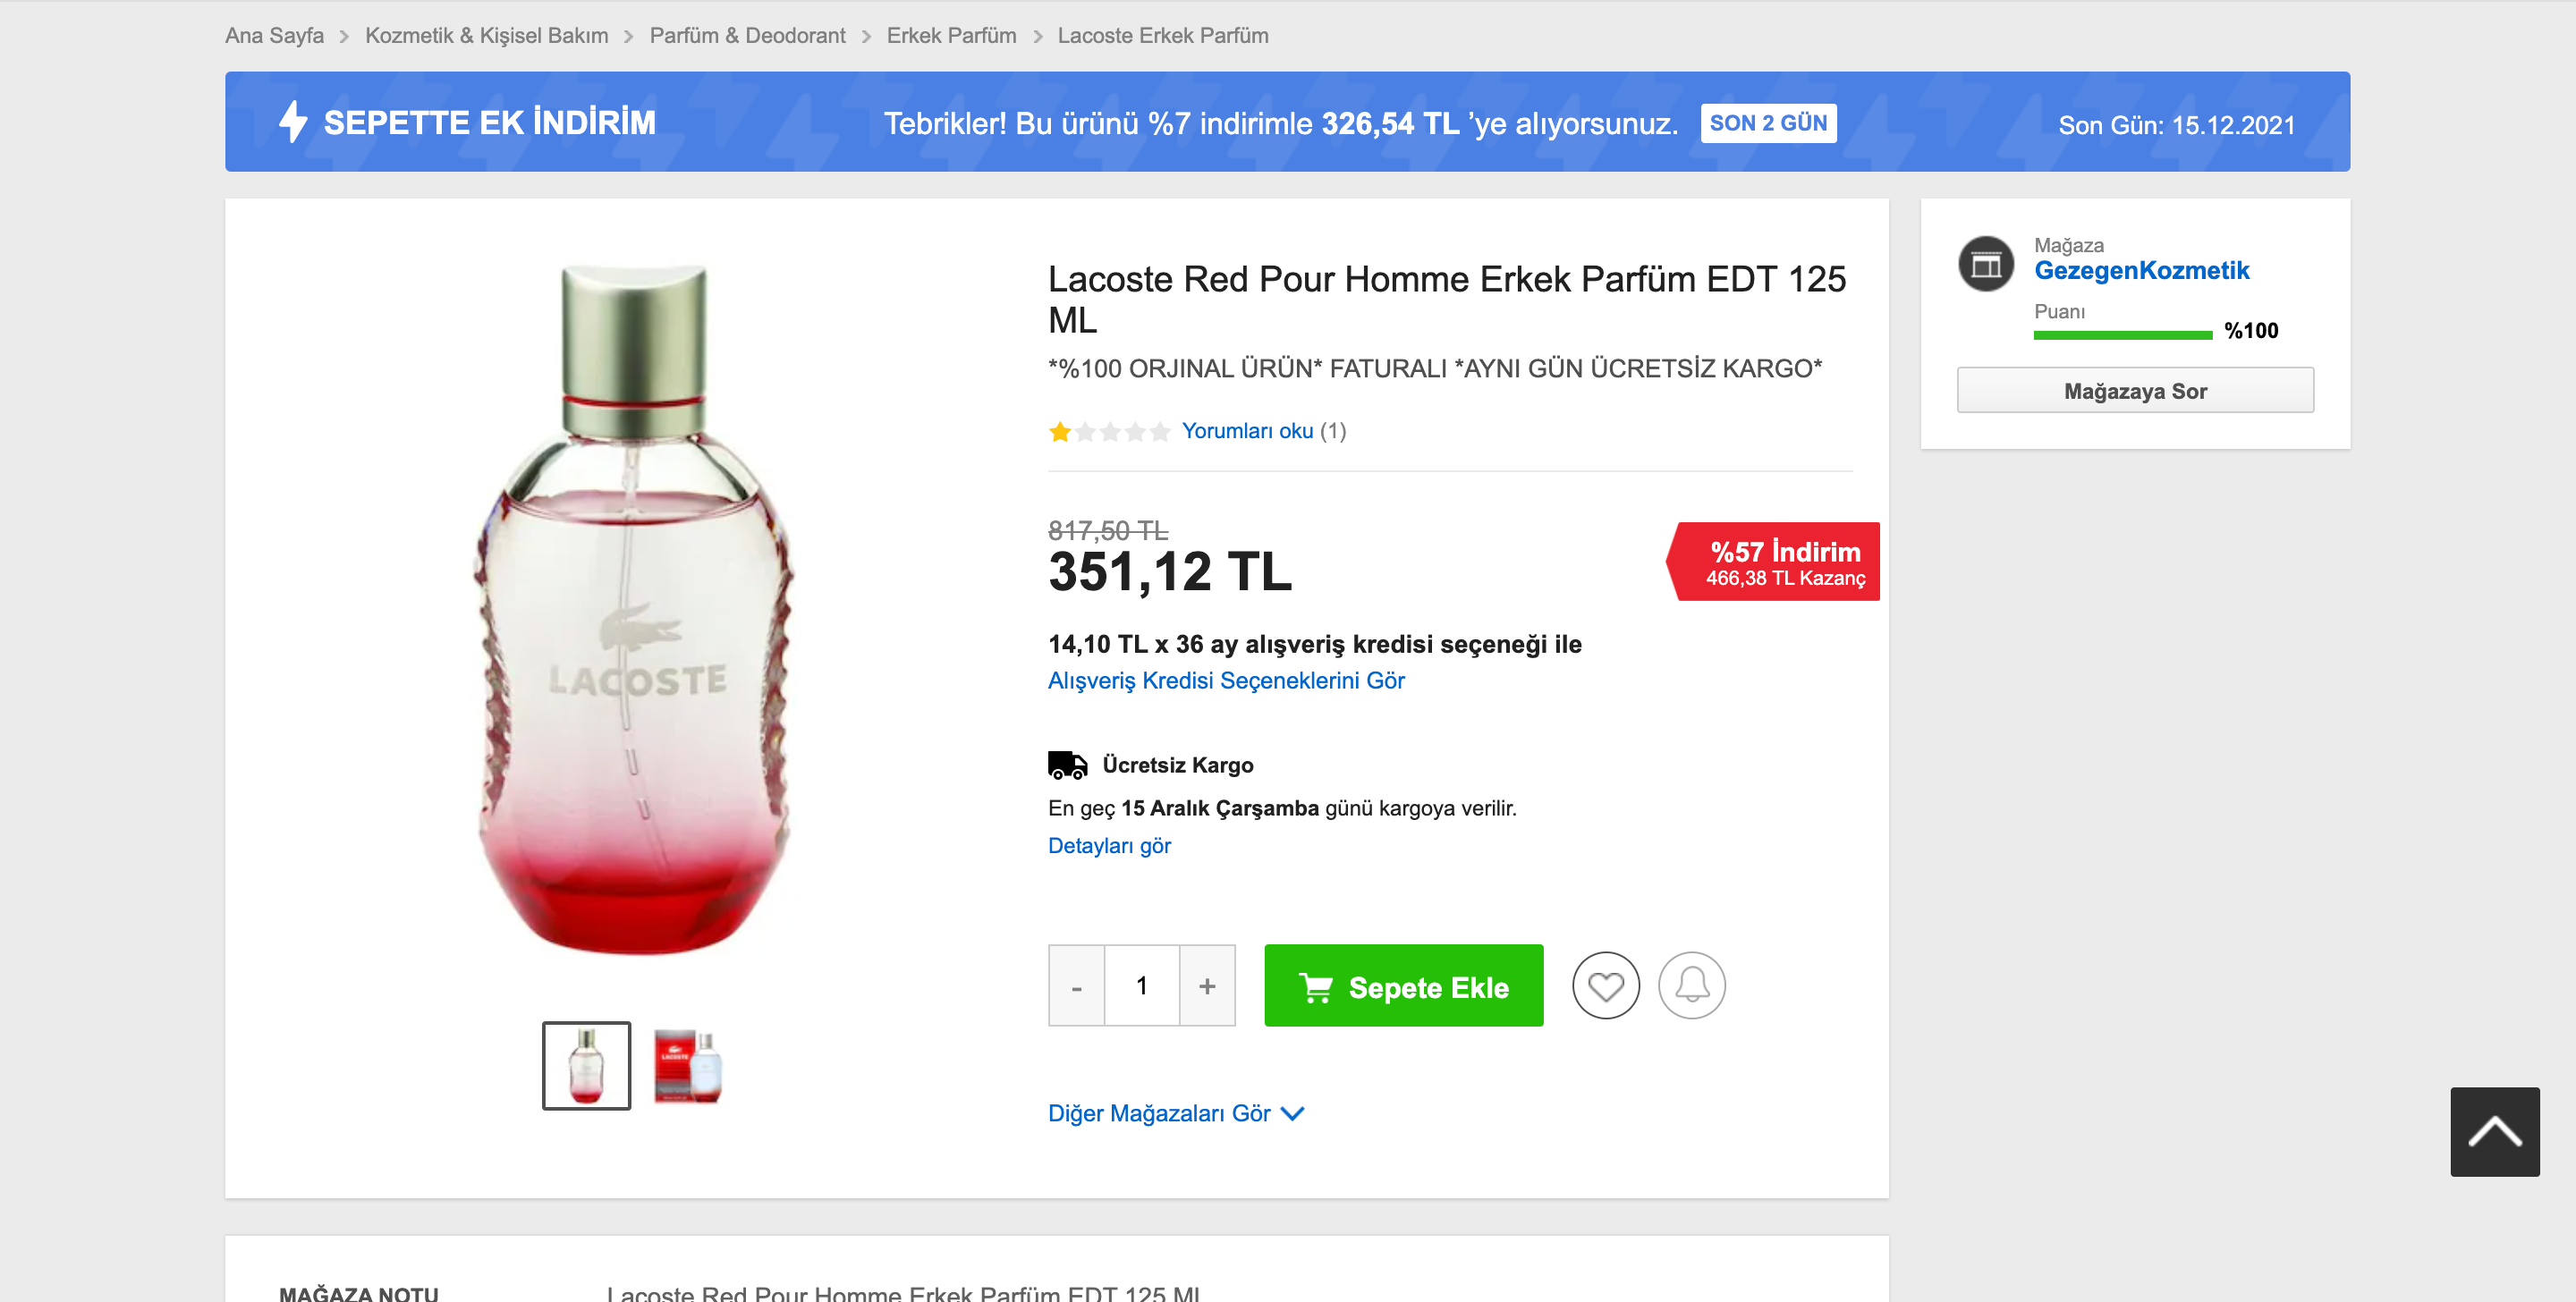 Ana Sayfa > Kozmetik & Kişisel Bakım > Parfüm & Deodorant > Erkek Parfüm > Lacoste Erkek Parfüm
SEPETTE EK İNDİRİM
Tebrikler! Bu ürünü %7 indirimle 326,54 TL 'ye alıyorsunuz.
SON 2 GÜN
Son Gün: 15.12.2021
LACOSTE
LACOSTE
Lacoste Red Pour Homme Erkek Parfüm EDT 125
ML
*%100 ORJINAL ÜRÜN* FATURALI *AYNI GÜN ÜCRETSİZ KARGO*
Yorumları oku (1)
817,50 TL
351,12 TL
%57 İndirim
466,38 TL Kazanç
14,10 TL x 36 ay alışveriş kredisi seçeneği ile
Alışveriş Kredisi Seçeneklerini Gör
Ücretsiz Kargo
En geç 15 Aralık Çarşamba günü kargoya verilir.
Detayları gör
- 1 +
Sepete Ekle
Diğer Mağazaları Gör
Mağaza
GezegenKozmetik
Puanı
%100
Mağazaya Sor
MAĞAZA NOTU
Lacoste Red Pour Homme Erkek Parfüm EDT 125 ML